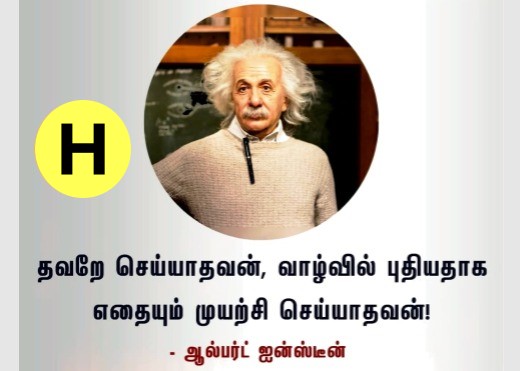 H
தவறே செய்யாதவன், வாழ்வில் புதியதாக
எதையும் முயற்சி செய்யாதவன்!
- ஆல்பர்ட் ஐன்ஸ்டீன்